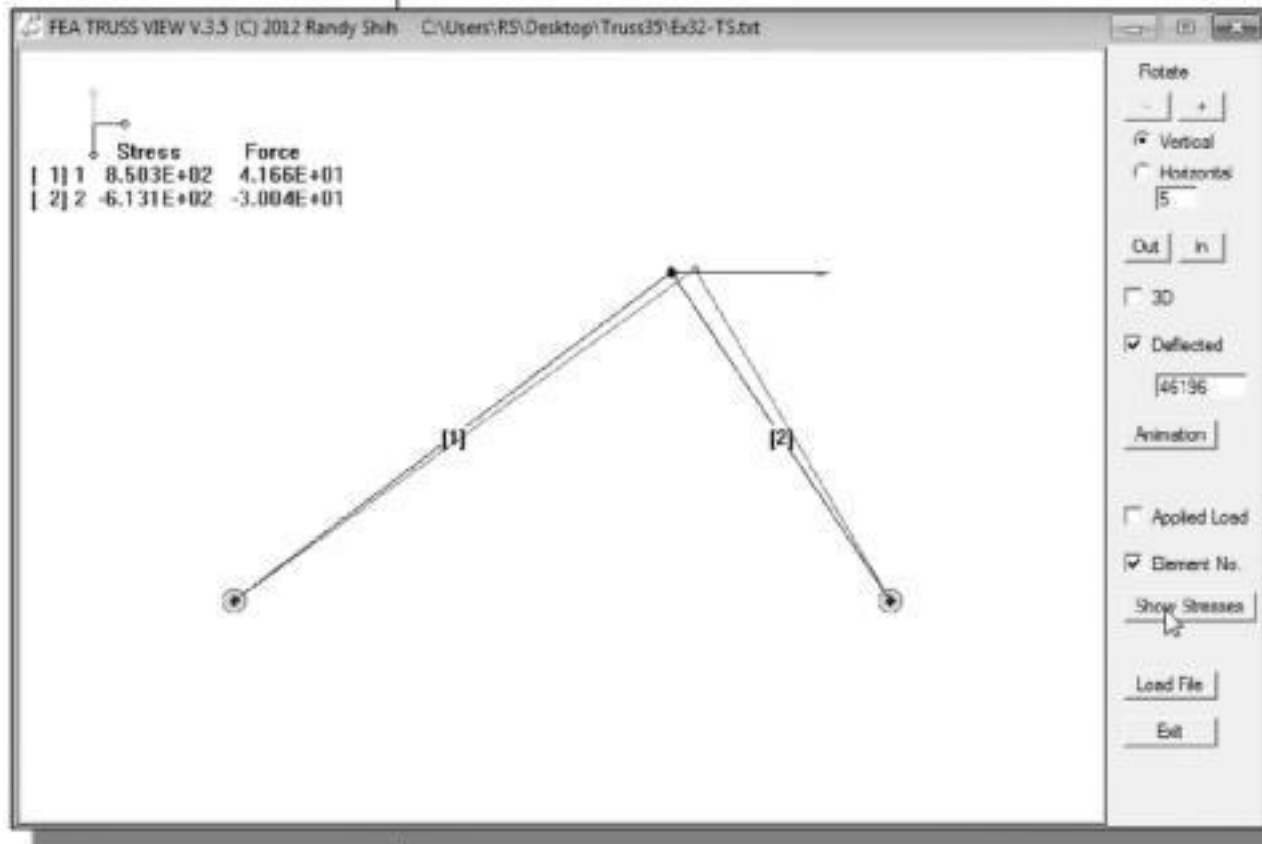 FEA TRUSS VIEW V.3.5 (C) 2012 Randy Shih C:\Users\RS\Desktop\Truss35\Ex32-TS.txt
Stress Force
[ 1] 1 8.503E+02 4.166E+01
[ 2] 2 -6.131E+02 -3.004E+01
[1]
[2]
Rotate
- +
Vertical
Horizontal
5
Out In
3D
Deflected
46196
Animation
Applied Load
Element No.
Show Stresses
Load File
Exit